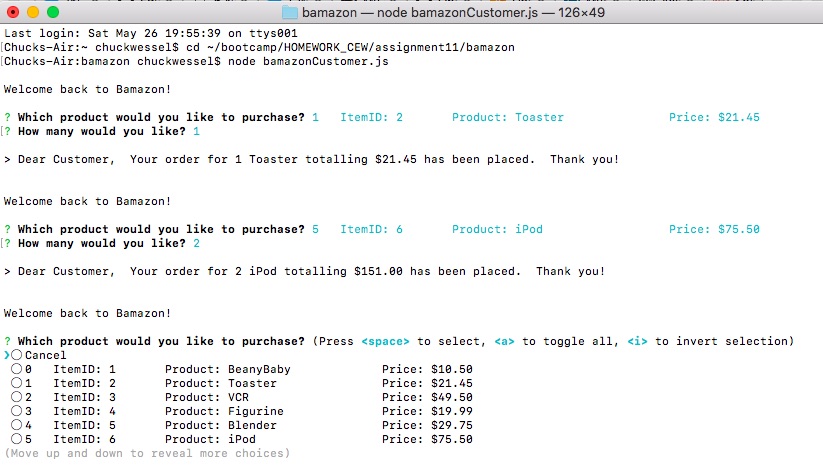 bamazon — node bamazonCustomer.js — 126×49
Last login: Sat May 26 19:55:39 on ttys001
[Chucks-Air:~ chuckwessel$ cd ~/bootcamp/HOMEWORK_CEW/assignment11/bamazon
[Chucks-Air:bamazon chuckwessel$ node bamazonCustomer.js
Welcome back to Bamazon!
? Which product would you like to purchase? 1   ItemID: 2       Product: Toaster               Price: $21.45
[? How many would you like? 1
> Dear Customer,  Your order for 1 Toaster totalling $21.45 has been placed.  Thank you!
Welcome back to Bamazon!
? Which product would you like to purchase? 5   ItemID: 6       Product: iPod                  Price: $75.50
[? How many would you like? 2
> Dear Customer,  Your order for 2 iPod totalling $151.00 has been placed.  Thank you!
Welcome back to Bamazon!
? Which product would you like to purchase? (Press <space> to select, <a> to toggle all, <i> to invert selection)
❯◯ Cancel
 ◯ 0   ItemID: 1       Product: BeanyBaby             Price: $10.50
 ◯ 1   ItemID: 2       Product: Toaster               Price: $21.45
 ◯ 2   ItemID: 3       Product: VCR                   Price: $49.50
 ◯ 3   ItemID: 4       Product: Figurine              Price: $19.99
 ◯ 4   ItemID: 5       Product: Blender               Price: $29.75
 ◯ 5   ItemID: 6       Product: iPod                  Price: $75.50
(Move up and down to reveal more choices)